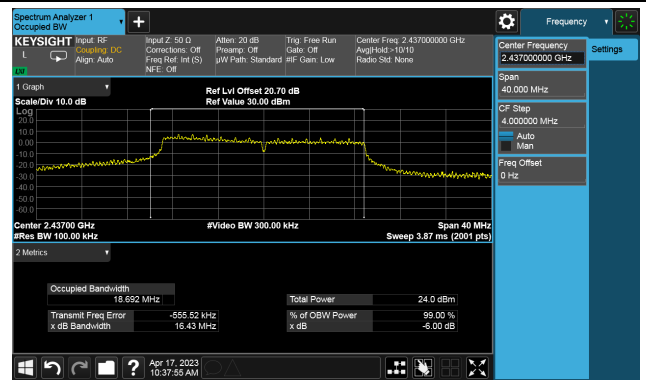 Spectrum Analyzer 1
Occupied BW
Frequency
KEYSIGHT Input: RF
Coupling: DC
Align: Auto
Input Z: 50 Ω
Corrections: Off
Freq Ref: Int (S)
NFE: Off
Atten: 20 dB
Preamp: Off
µW Path: Standard
Trig: Free Run
Gate: Off
#IF Gain: Low
Center Freq: 2.437000000 GHz
Avg|Hold:>10/10
Radio Std: None
L
LXI
Center Frequency
2.437000000 GHz
Settings
Span
40.000 MHz
CF Step
4.000000 MHz
Auto
Man
Freq Offset
0 Hz
1 Graph
Scale/Div 10.0 dB
Ref Lvl Offset 20.70 dB
Ref Value 30.00 dBm
Log
20.0
10.0
0.00
-10.0
-20.0
-30.0
-40.0
-50.0
-60.0
Center 2.43700 GHz
#Res BW 100.00 kHz
#Video BW 300.00 kHz
Span 40 MHz
Sweep 3.87 ms (2001 pts)
2 Metrics
Occupied Bandwidth
18.692 MHz
Total Power 24.0 dBm
Transmit Freq Error -555.52 kHz
% of OBW Power 99.00 %
x dB Bandwidth 16.43 MHz
x dB -6.00 dB
Apr 17, 2023
10:37:55 AM